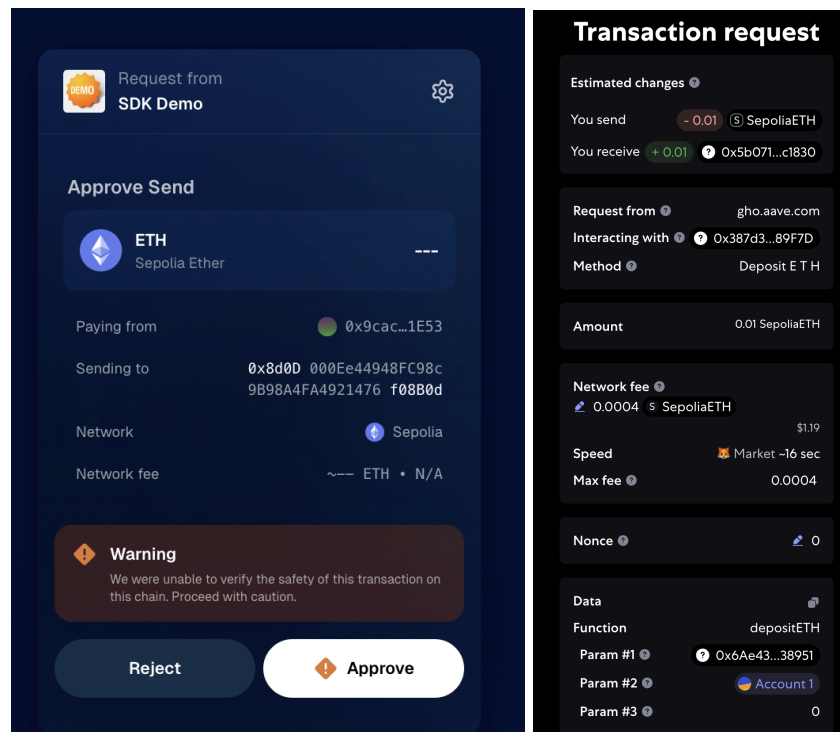 DEMO
Request from
SDK Demo
Approve Send
ETH
Sepolia Ether
---
Paying from 0x9cac…1E53
Sending to 0x8d0D 000Ee44948FC98c
9B98A4FA4921476 f08B0d
Network Sepolia
Network fee ~—— ETH • N/A
Warning
We were unable to verify the safety of this transaction on
this chain. Proceed with caution.
Reject
Approve
Transaction request
Estimated changes ?
You send - 0.01 S SepoliaETH
You receive + 0.01 ? 0x5b071...c1830
Request from ? gho.aave.com
Interacting with ? ? 0x387d3...89F7D
Method ? Deposit E T H
Amount 0.01 SepoliaETH
Network fee ?
0.0004 S SepoliaETH
$1.19
Speed Market ~16 sec
Max fee ? 0.0004
Nonce ? 0
Data
Function depositETH
Param #1 ? ? 0x6Ae43...38951
Param #2 ? Account 1
Param #3 ? 0